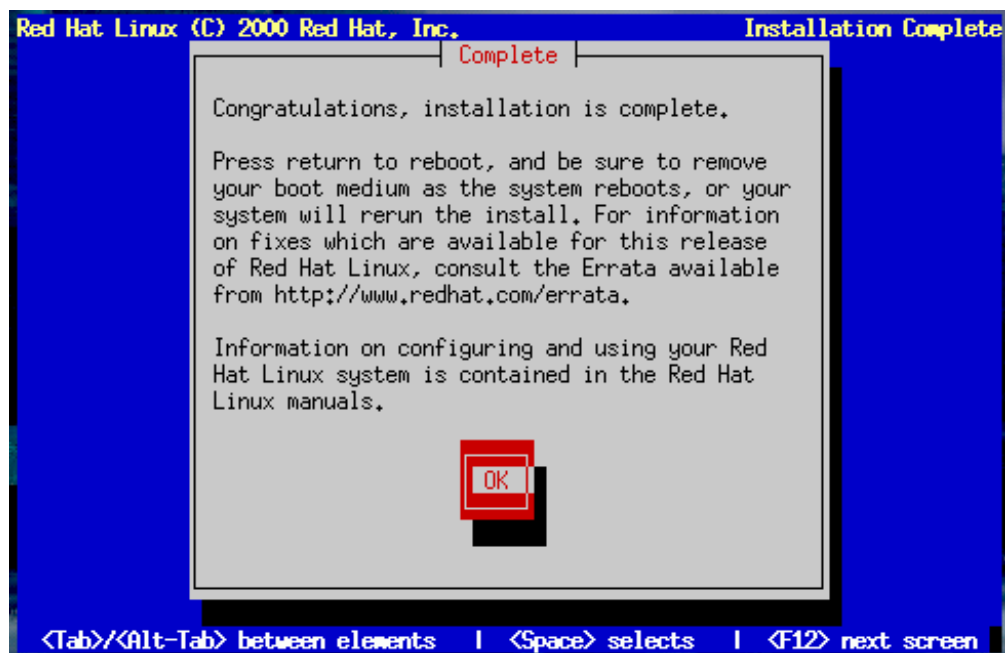 Red Hat Linux (C) 2000 Red Hat, Inc. Installation Complete
Complete
Congratulations, installation is complete.
Press return to reboot, and be sure to remove
your boot medium as the system reboots, or your
system will rerun the install. For information
on fixes which are available for this release
of Red Hat Linux, consult the Errata available
from http://www.redhat.com/errata.
Information on configuring and using your Red
Hat Linux system is contained in the Red Hat
Linux manuals.
OK
<Tab>/<Alt-Tab> between elements | <Space> selects | <F12> next screen